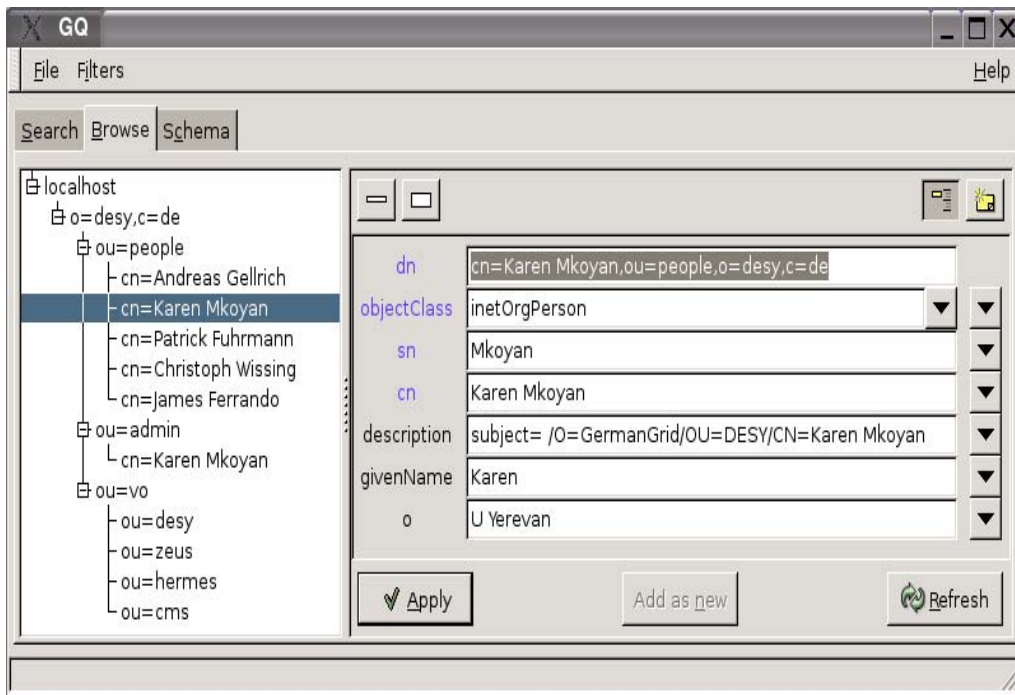 GQ
File Filters Help
Search Browse Schema
localhost
o=desy,c=de
ou=people
cn=Andreas Gellrich
cn=Karen Mkoyan
cn=Patrick Fuhrmann
cn=Christoph Wissing
cn=James Ferrando
ou=admin
cn=Karen Mkoyan
ou=vo
ou=desy
ou=zeus
ou=hermes
ou=cms
dn cn=Karen Mkoyan,ou=people,o=desy,c=de
objectClass inetOrgPerson
sn Mkoyan
cn Karen Mkoyan
description subject= /O=GermanGrid/OU=DESY/CN=Karen Mkoyan
givenName Karen
o U Yerevan
Apply Add as new Refresh